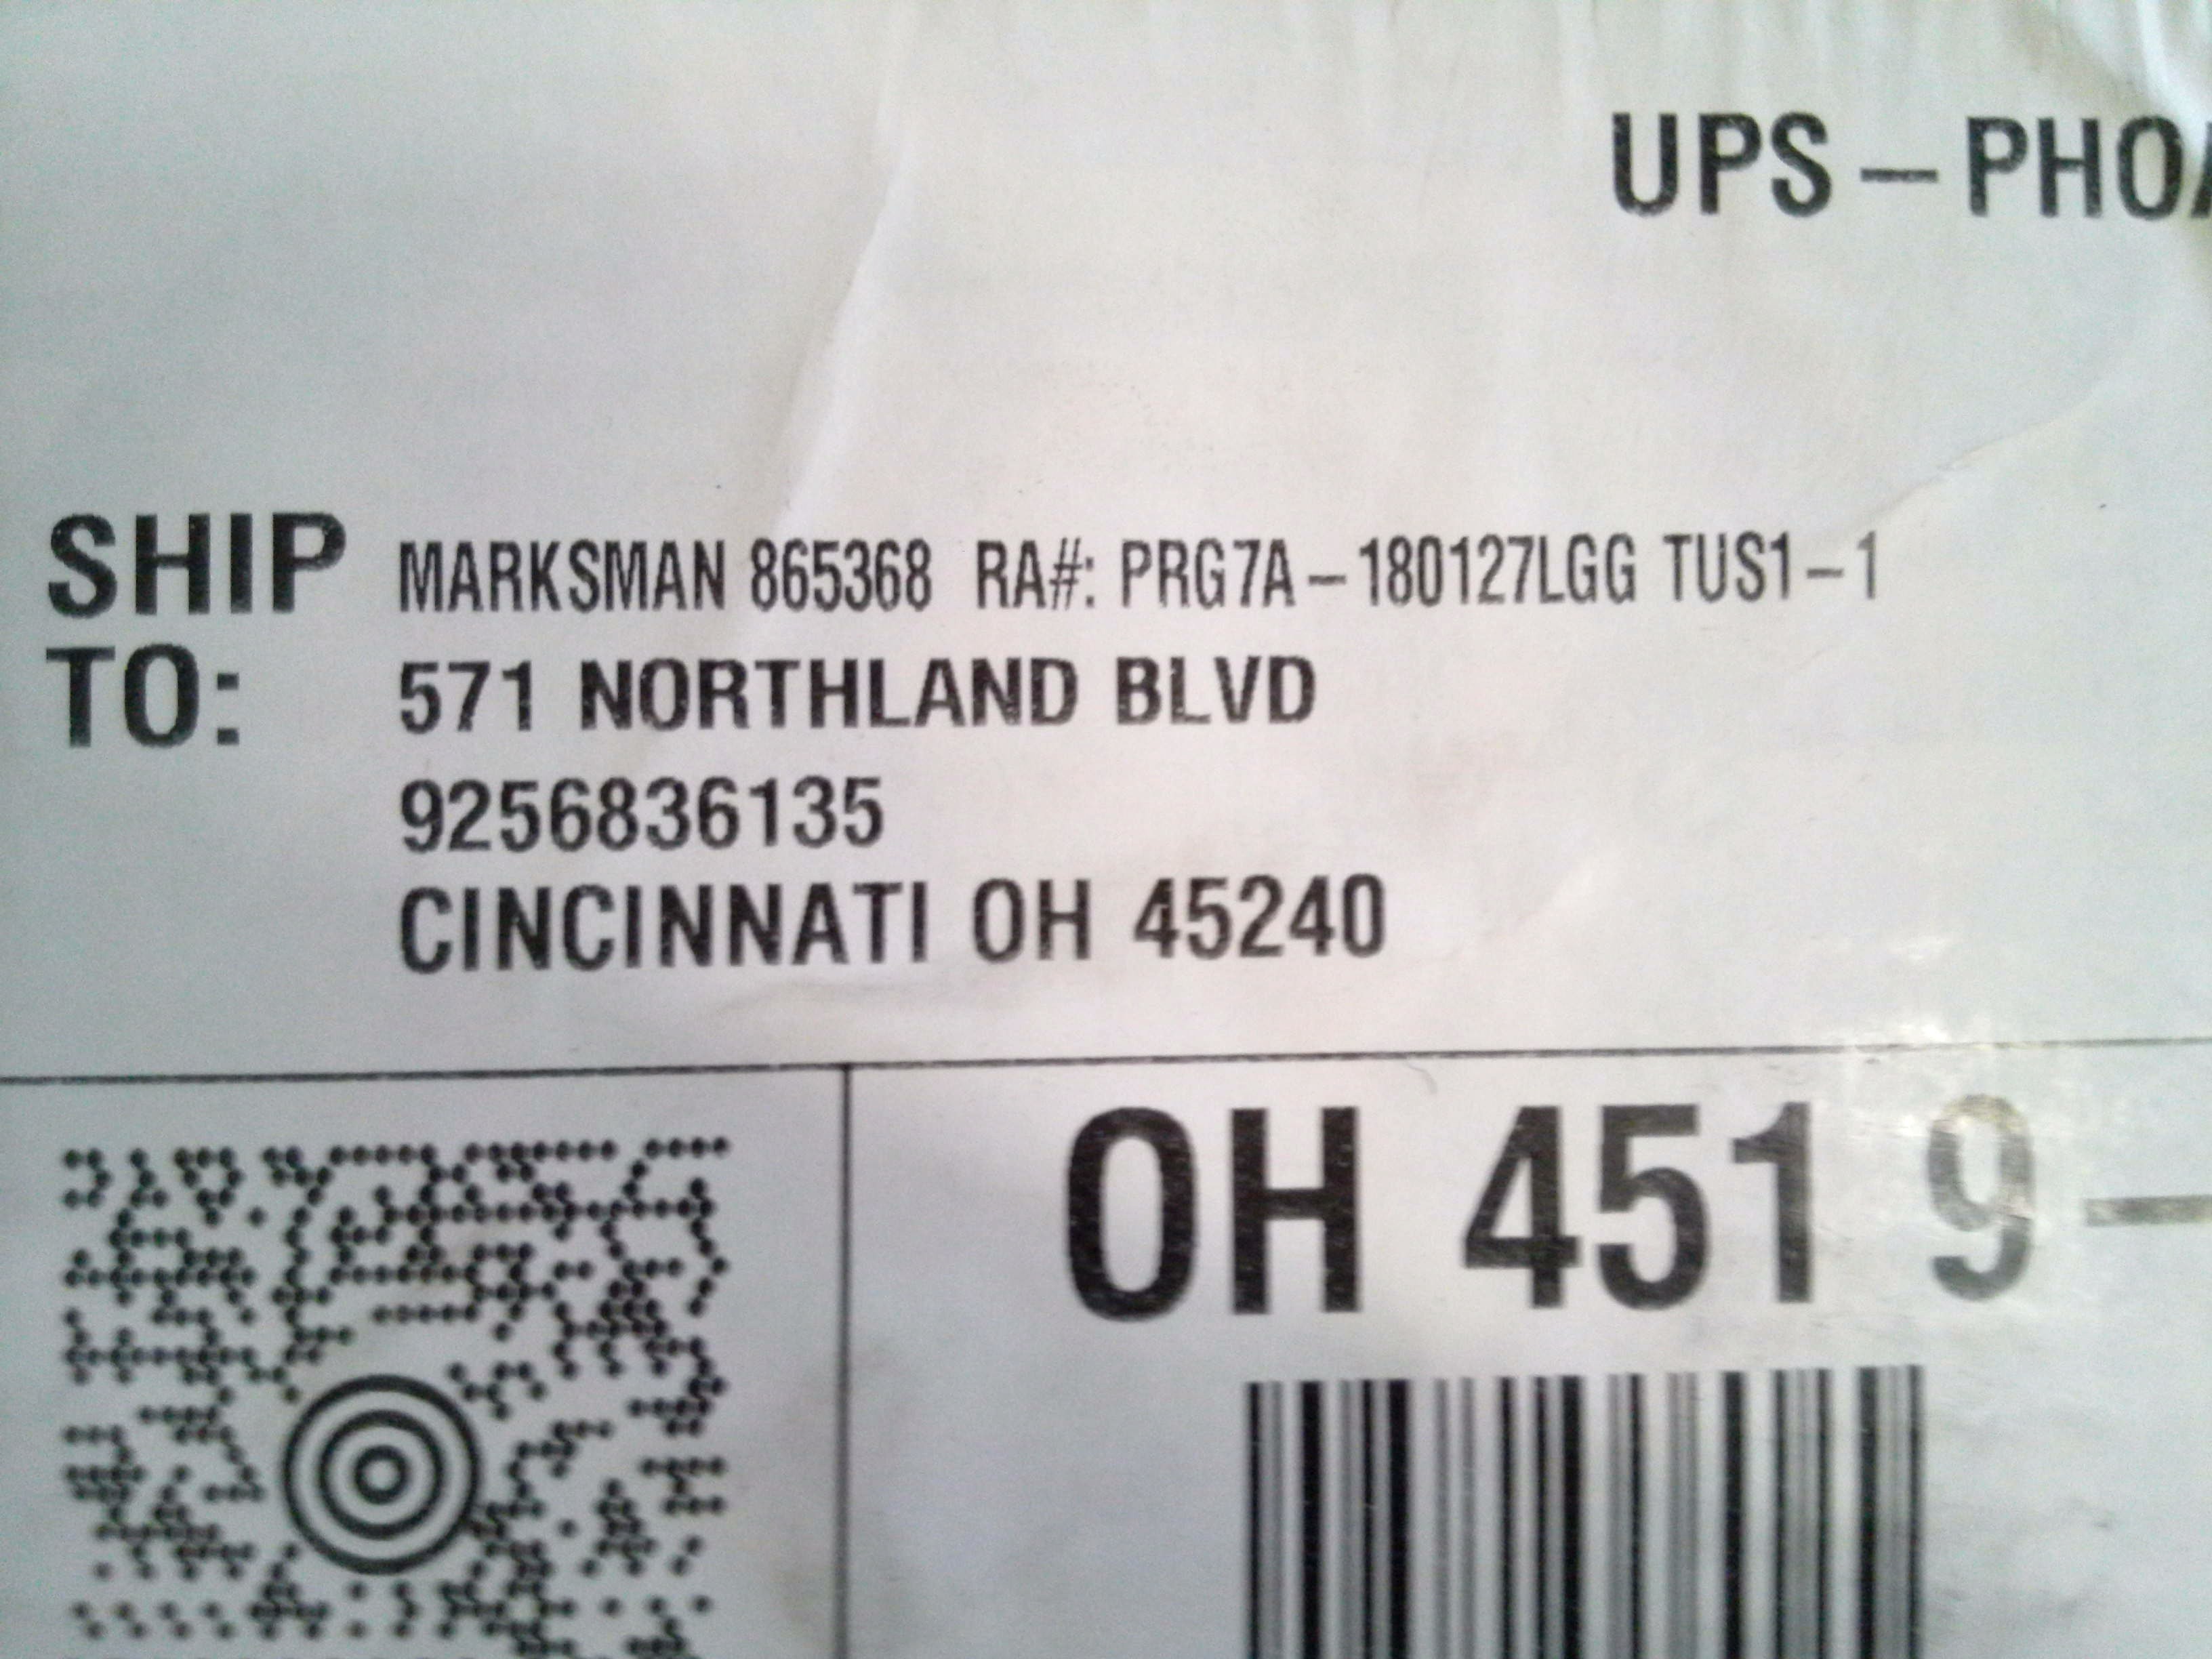 UPS – PHO
SHIP TO:
MARKSMAN 865368 RA#: PRG7A – 180127LGG TUS1 – 1
571 NORTHLAND BLVD
9256836135
CINCINNATI OH 45240
OH 451 9 –